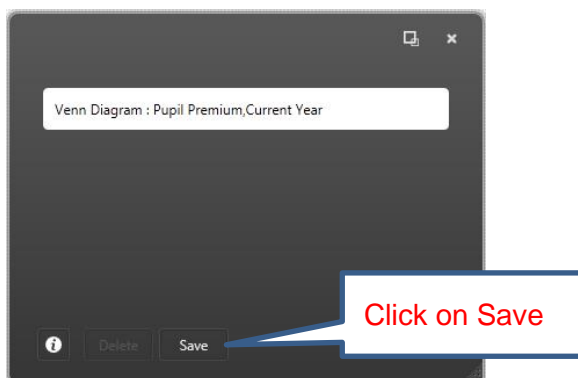 Venn Diagram : Pupil Premium,Current Year
Click on Save
Delete Save